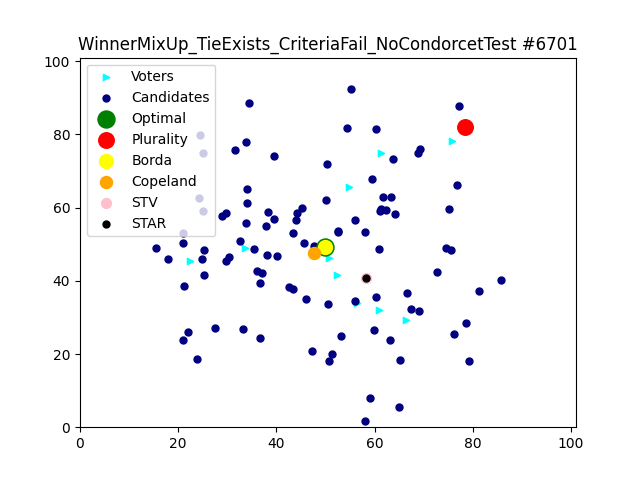 WinnerMixUp_TieExists_CriteriaFail_NoCondorcetTest #6701
100
80
60
40
20
0
0 20 40 60 80 100
Voters
Candidates
Optimal
Plurality
Borda
Copeland
STV
STAR